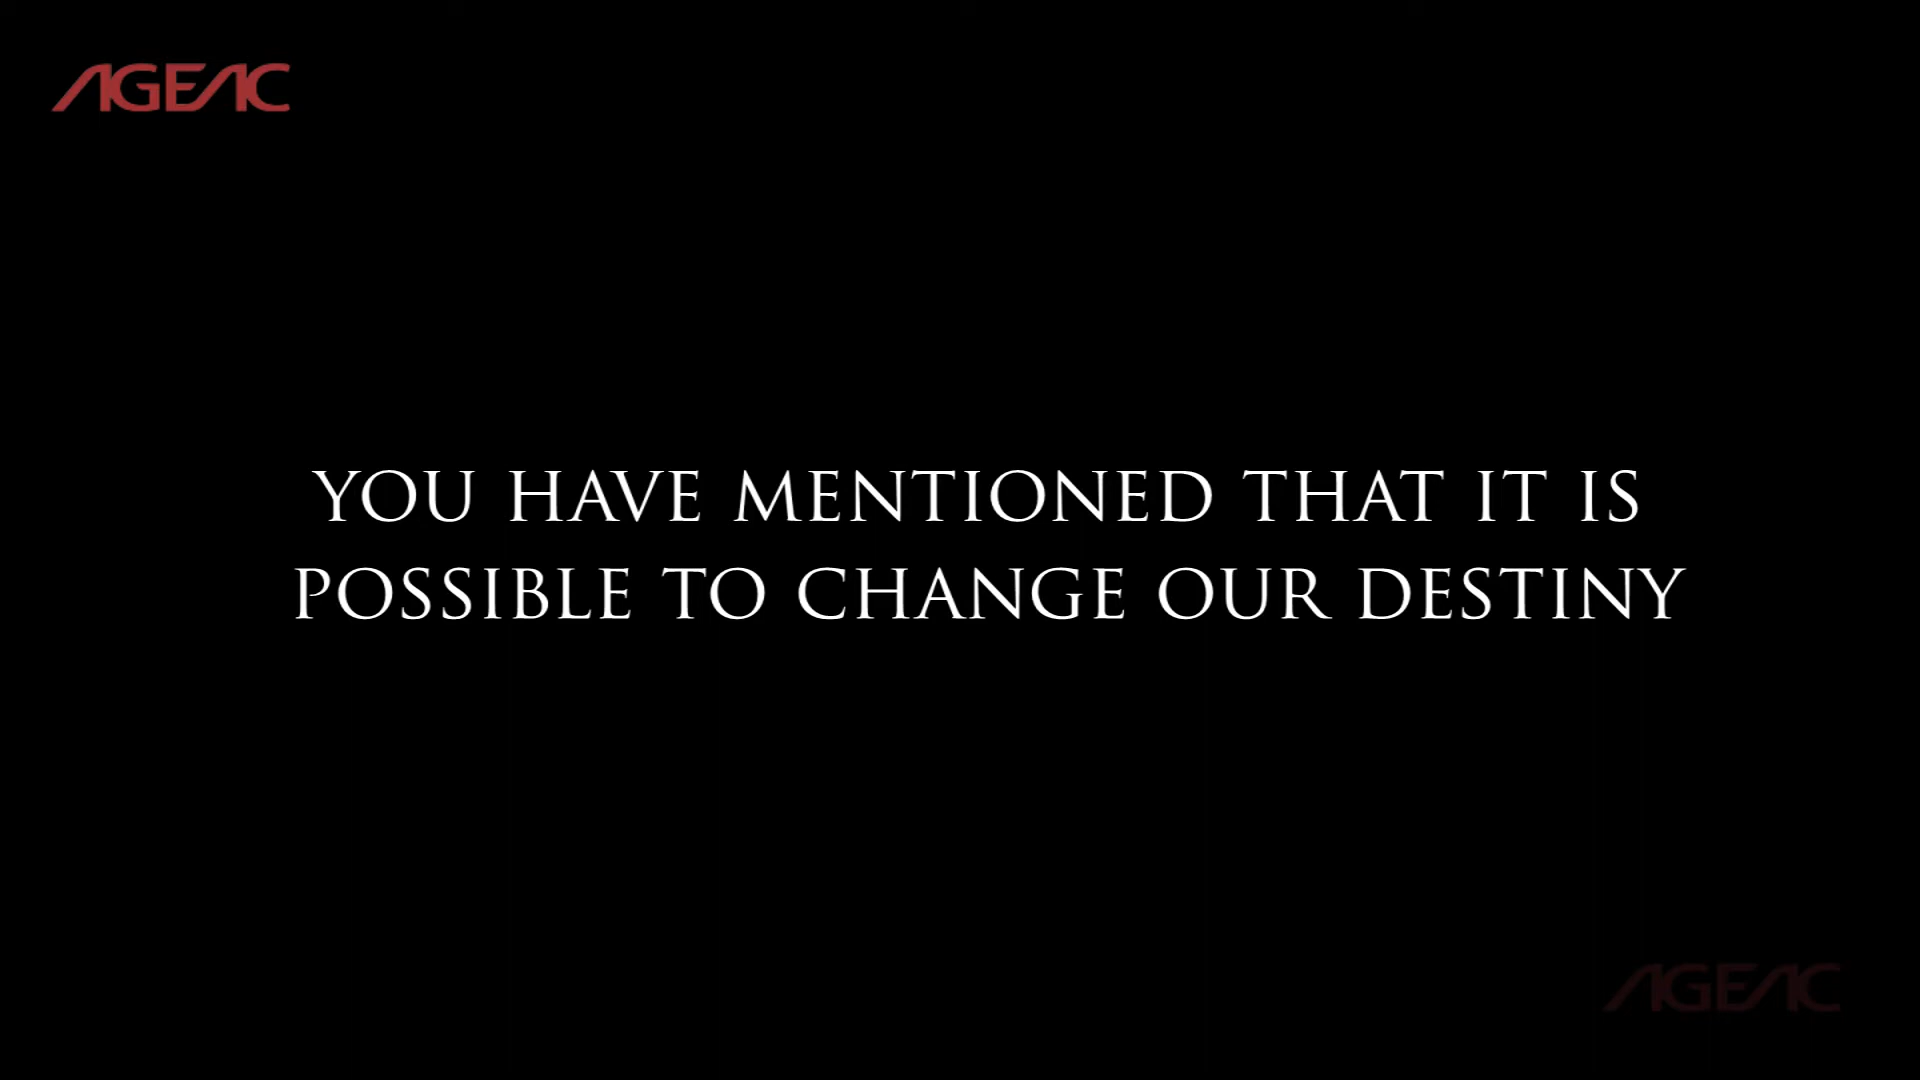 AGEAC
YOU HAVE MENTIONED THAT IT IS
POSSIBLE TO CHANGE OUR DESTINY
AGEAC